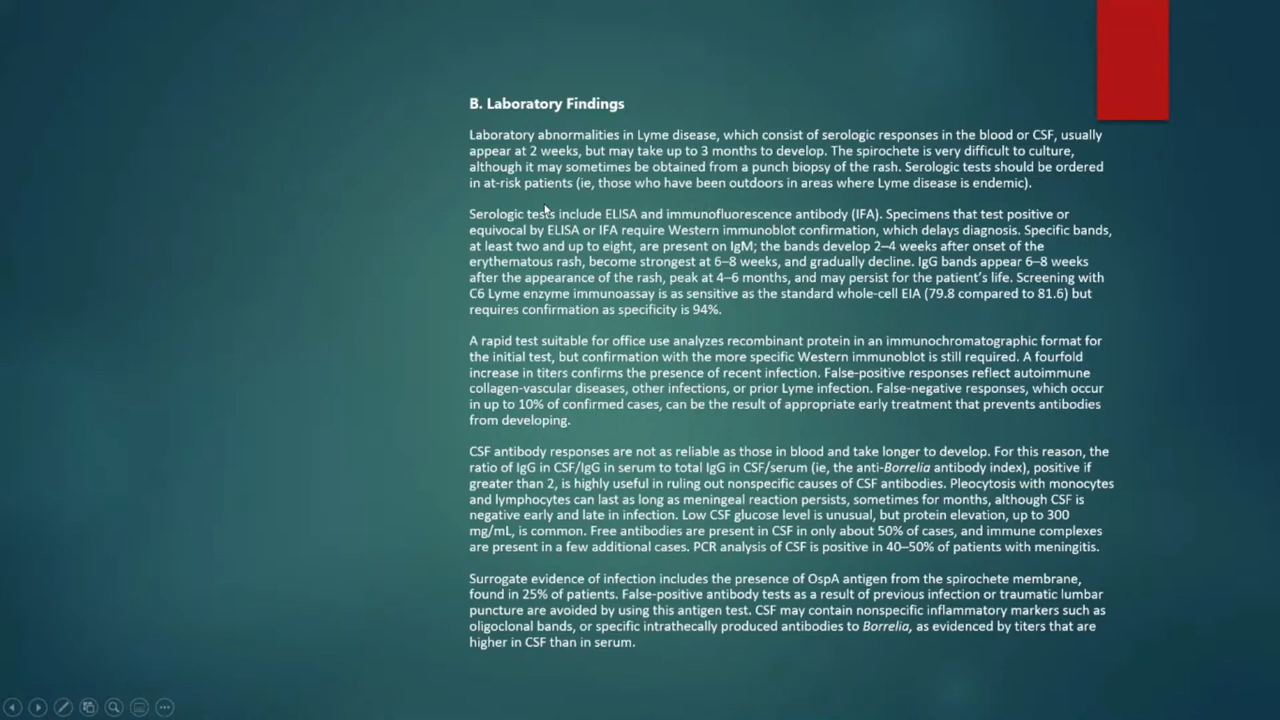 B. Laboratory Findings
Laboratory abnormalities in Lyme disease, which consist of serologic responses in the blood or CSF, usually
appear at 2 weeks, but may take up to 3 months to develop. The spirochete is very difficult to culture,
although it may sometimes be obtained from a punch biopsy of the rash. Serologic tests should be ordered
in at-risk patients (ie, those who have been outdoors in areas where Lyme disease is endemic).
Serologic tests include ELISA and immunofluorescence antibody (IFA). Specimens that test positive or
equivocal by ELISA or IFA require Western immunoblot confirmation, which delays diagnosis. Specific bands,
at least two and up to eight, are present on IgM; the bands develop 2–4 weeks after onset of the
erythematous rash, become strongest at 6–8 weeks, and gradually decline. IgG bands appear 6–8 weeks
after the appearance of the rash, peak at 4–6 months, and may persist for the patient's life. Screening with
C6 Lyme enzyme immunoassay is as sensitive as the standard whole-cell EIA (79.8 compared to 81.6) but
requires confirmation as specificity is 94%.
A rapid test suitable for office use analyzes recombinant protein in an immunochromatographic format for
the initial test, but confirmation with the more specific Western immunoblot is still required. A fourfold
increase in titers confirms the presence of recent infection. False-positive responses reflect autoimmune
collagen-vascular diseases, other infections, or prior Lyme infection. False-negative responses, which occur
in up to 10% of confirmed cases, can be the result of appropriate early treatment that prevents antibodies
from developing.
CSF antibody responses are not as reliable as those in blood and take longer to develop. For this reason, the
ratio of IgG in CSF/IgG in serum to total IgG in CSF/serum (ie, the anti-Borrelia antibody index), positive if
greater than 2, is highly useful in ruling out nonspecific causes of CSF antibodies. Pleocytosis with monocytes
and lymphocytes can last as long as meningeal reaction persists, sometimes for months, although CSF is
negative early and late in infection. Low CSF glucose level is unusual, but protein elevation, up to 300
mg/mL, is common. Free antibodies are present in CSF in only about 50% of cases, and immune complexes
are present in a few additional cases. PCR analysis of CSF is positive in 40–50% of patients with meningitis.
Surrogate evidence of infection includes the presence of OspA antigen from the spirochete membrane,
found in 25% of patients. False-positive antibody tests as a result of previous infection or traumatic lumbar
puncture are avoided by using this antigen test. CSF may contain nonspecific inflammatory markers such as
oligoclonal bands, or specific intrathecally produced antibodies to Borrelia, as evidenced by titers that are
higher in CSF than in serum.